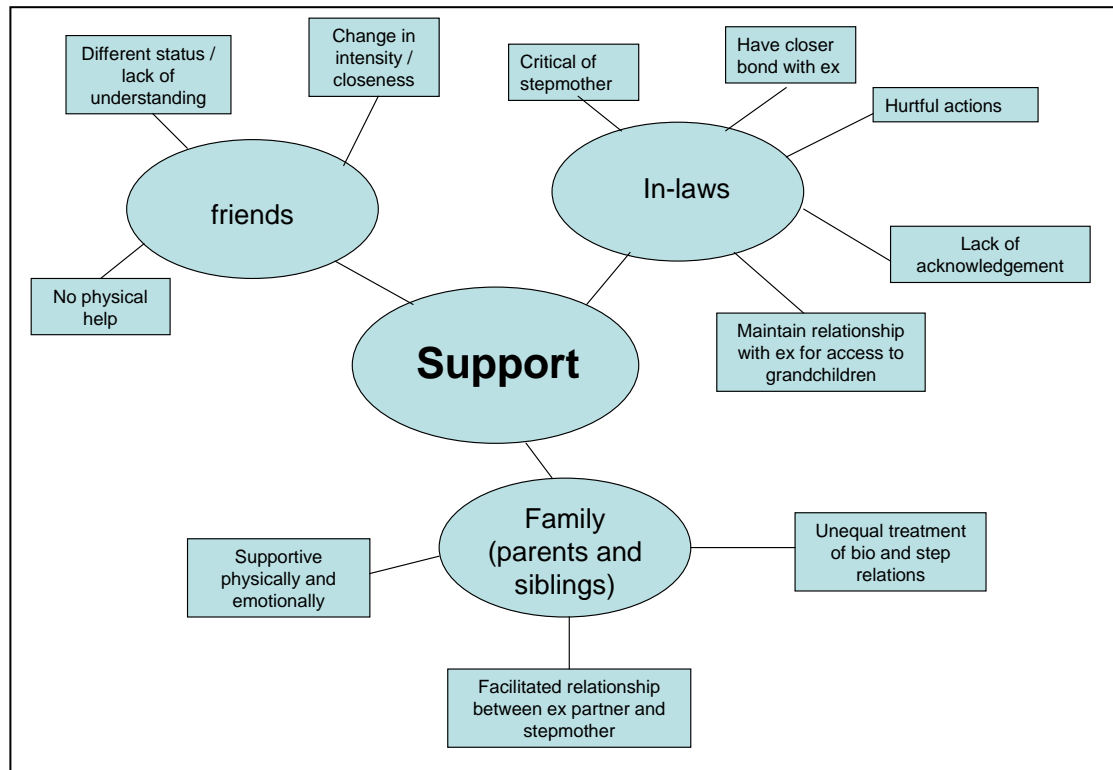 Different status /
lack of
understanding
Change in
intensity /
closeness
friends
No physical
help
Critical of
stepmother
Have closer
bond with ex
Hurtful actions
In-laws
Lack of
acknowledgement
Maintain relationship
with ex for access to
grandchildren
Support
Family
(parents and
siblings)
Supportive
physically and
emotionally
Unequal treatment
of bio and step
relations
Facilitated relationship
between ex partner and
stepmother